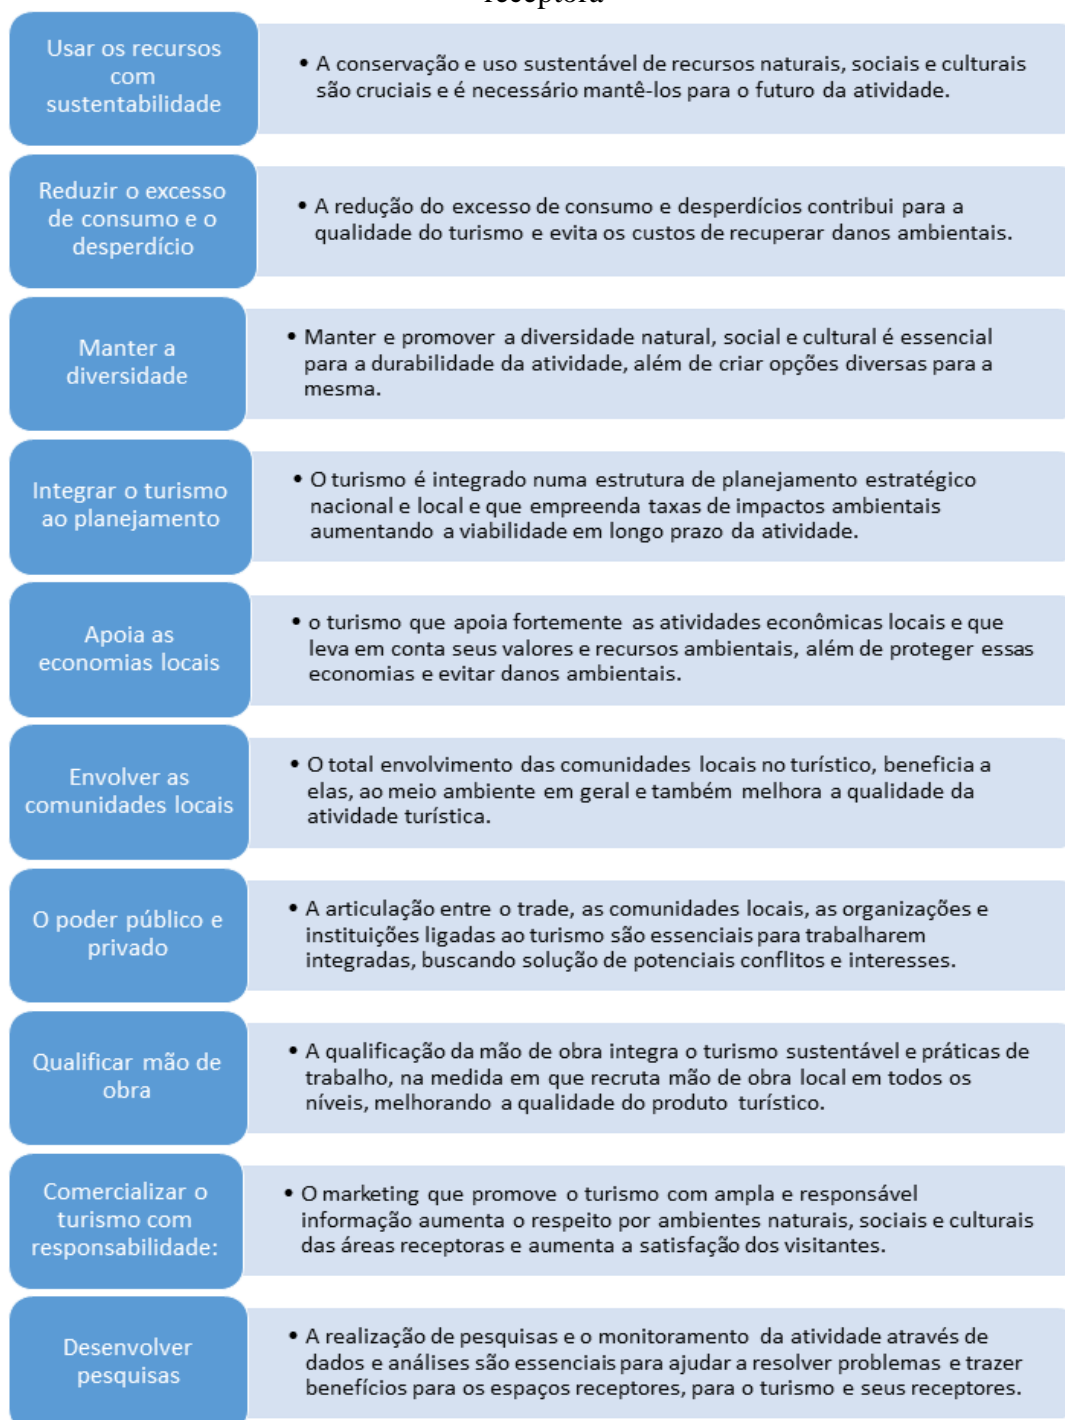 receptora
Usar os recursos
com
sustentabilidade
• A conservação e uso sustentável de recursos naturais, sociais e culturais
são cruciais e é necessário mantê-los para o futuro da atividade.
Reduzir o excesso
de consumo e o
desperdício
• A redução do excesso de consumo e desperdícios contribui para a
qualidade do turismo e evita os custos de recuperar danos ambientais.
Manter a
diversidade
• Manter e promover a diversidade natural, social e cultural é essencial
para a durabilidade da atividade, além de criar opções diversas para a
mesma.
Integrar o turismo
ao planejamento
• O turismo é integrado numa estrutura de planejamento estratégico
nacional e local e que empreenda taxas de impactos ambientais
aumentando a viabilidade em longo prazo da atividade.
Apoia as
economias locais
• o turismo que apoia fortemente as atividades econômicas locais e que
leva em conta seus valores e recursos ambientais, além de proteger essas
economias e evitar danos ambientais.
Envolver as
comunidades locais
• O total envolvimento das comunidades locais no turístico, beneficia a
elas, ao meio ambiente em geral e também melhora a qualidade da
atividade turística.
O poder público e
privado
• A articulação entre o trade, as comunidades locais, as organizações e
instituições ligadas ao turismo são essenciais para trabalharem
integradas, buscando solução de potenciais conflitos e interesses.
Qualificar mão de
obra
• A qualificação da mão de obra integra o turismo sustentável e práticas de
trabalho, na medida em que recruta mão de obra local em todos os
níveis, melhorando a qualidade do produto turístico.
Comercializar o
turismo com
responsabilidade:
• O marketing que promove o turismo com ampla e responsável
informação aumenta o respeito por ambientes naturais, sociais e culturais
das áreas receptoras e aumenta a satisfação dos visitantes.
Desenvolver
pesquisas
• A realização de pesquisas e o monitoramento da atividade através de
dados e análises são essenciais para ajudar a resolver problemas e trazer
benefícios para os espaços receptores, para o turismo e seus receptores.